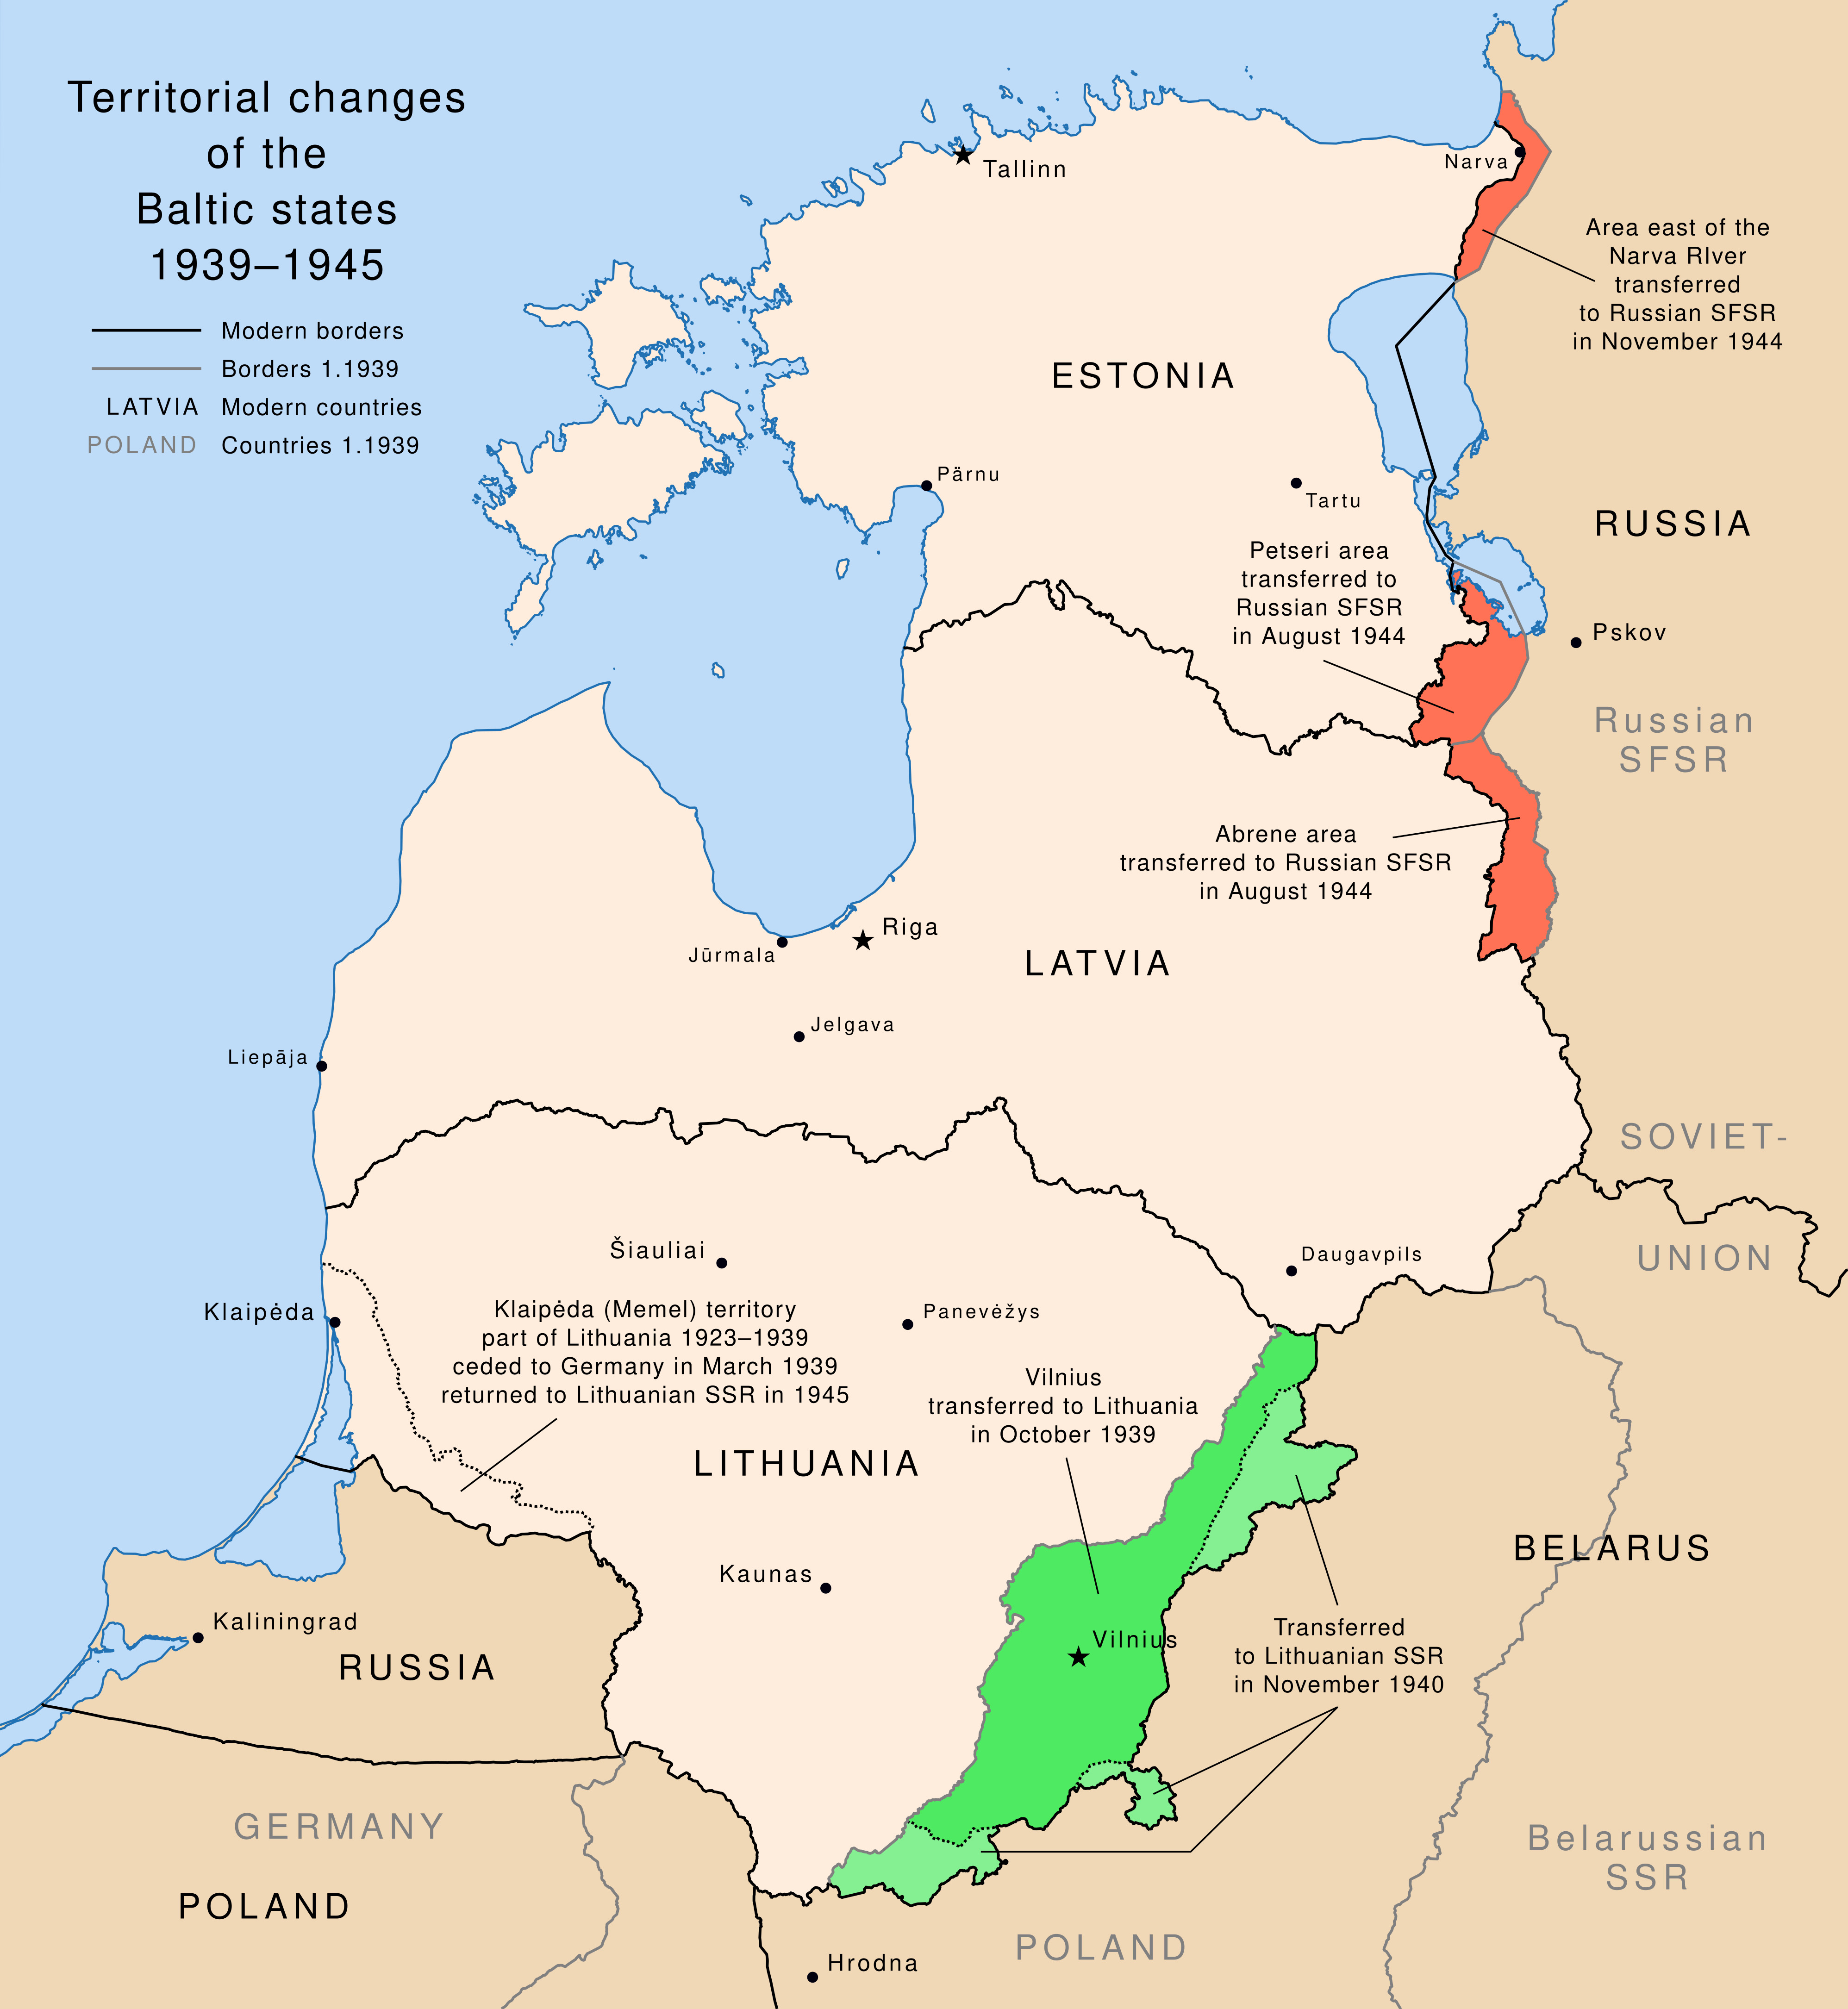 Territorial changes
of the
Baltic states
1939–1945
Modern borders
Borders 1.1939
LATVIA Modern countries
POLAND Countries 1.1939
Tallinn
Narva
Area east of the
Narva RIver
transferred
to Russian SFSR
in November 1944
ESTONIA
Pärnu
Tartu
RUSSIA
Petseri area
transferred to
Russian SFSR
in August 1944
Pskov
Russian
SFSR
Abrene area
transferred to Russian SFSR
in August 1944
Riga
Jūrmala
LATVIA
Jelgava
Liepāja
SOVIET-
UNION
Šiauliai
Daugavpils
Klaipėda
Klaipėda (Memel) territory
part of Lithuania 1923–1939
ceded to Germany in March 1939
returned to Lithuanian SSR in 1945
Panevėžys
Vilnius
transferred to Lithuania
in October 1939
LITHUANIA
BELARUS
Kaunas
Kaliningrad
RUSSIA
Vilnius
Transferred
to Lithuanian SSR
in November 1940
GERMANY
POLAND
Belarussian
SSR
POLAND
Hrodna